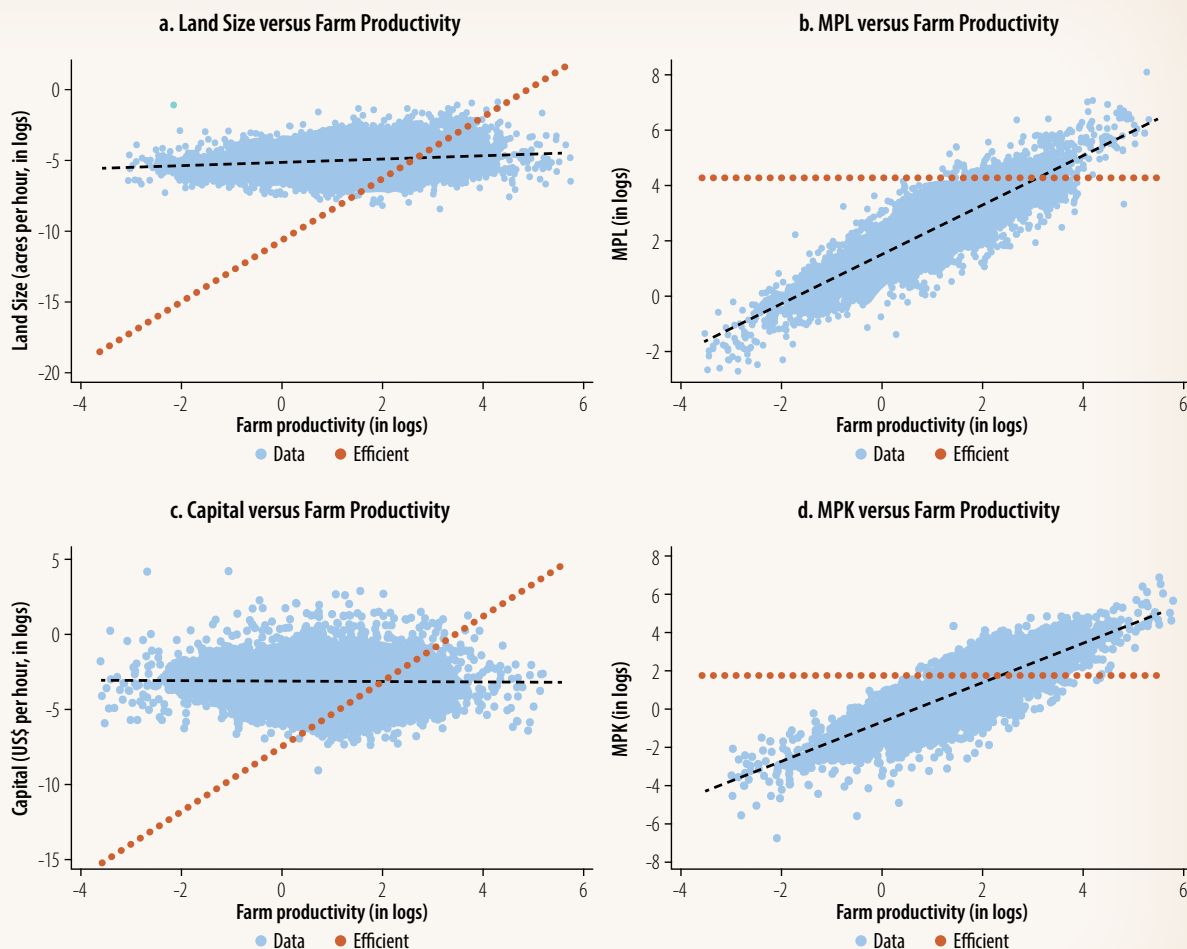 a. Land Size versus Farm Productivity
Land Size (acres per hour, in logs)
0
-5
-10
-15
-20
-4 -2 0 2 4 6
Farm productivity (in logs)
Data Efficient
b. MPL versus Farm Productivity
MPL (in logs)
8
6
4
2
0
-2
-4 -2 0 2 4 6
Farm productivity (in logs)
Data Efficient
c. Capital versus Farm Productivity
Capital (US$ per hour, in logs)
5
0
-5
-10
-15
-4 -2 0 2 4 6
Farm productivity (in logs)
Data Efficient
d. MPK versus Farm Productivity
MPK (in logs)
8
6
4
2
0
-2
-4
-6
-8
-4 -2 0 2 4 6
Farm productivity (in logs)
Data Efficient